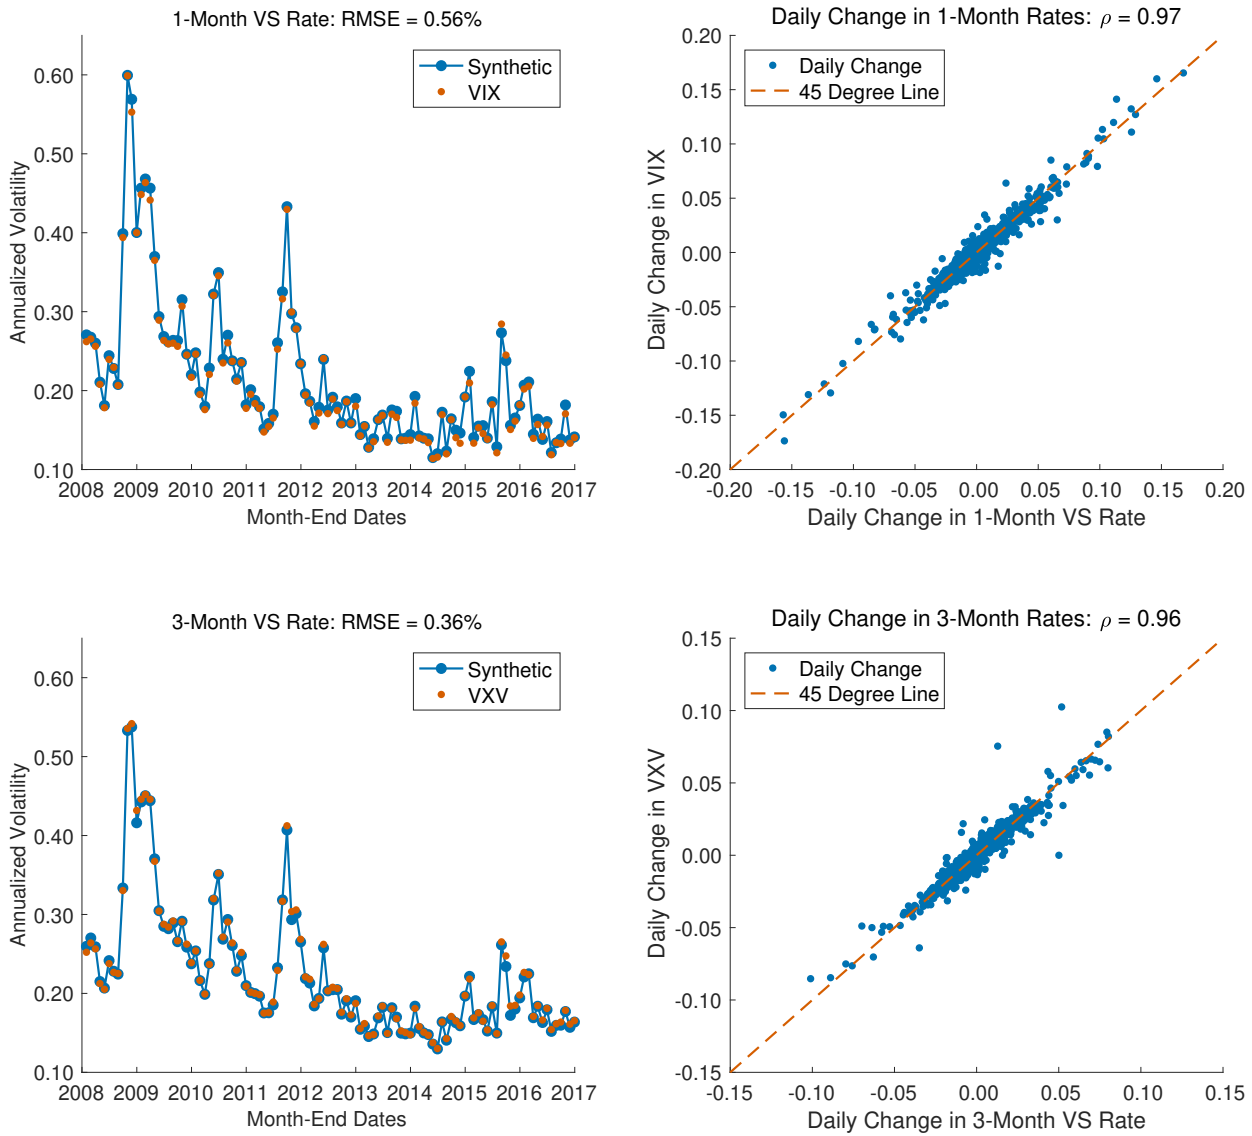 1-Month VS Rate: RMSE = 0.56%
Annualized Volatility
0.60
0.50
0.40
0.30
0.20
0.10
Synthetic
VIX
2008 2009 2010 2011 2012 2013 2014 2015 2016 2017
Month-End Dates
Daily Change in 1-Month Rates: ρ = 0.97
Daily Change in VIX
0.20
0.15
0.10
0.05
0.00
-0.05
-0.10
-0.15
-0.20
Daily Change
45 Degree Line
-0.20 -0.15 -0.10 -0.05 0.00 0.05 0.10 0.15 0.20
Daily Change in 1-Month VS Rate
3-Month VS Rate: RMSE = 0.36%
Annualized Volatility
0.60
0.50
0.40
0.30
0.20
0.10
Synthetic
VXV
2008 2009 2010 2011 2012 2013 2014 2015 2016 2017
Month-End Dates
Daily Change in 3-Month Rates: ρ = 0.96
Daily Change in VXV
0.15
0.10
0.05
0.00
-0.05
-0.10
-0.15
Daily Change
45 Degree Line
-0.15 -0.10 -0.05 0.00 0.05 0.10 0.15
Daily Change in 3-Month VS Rate